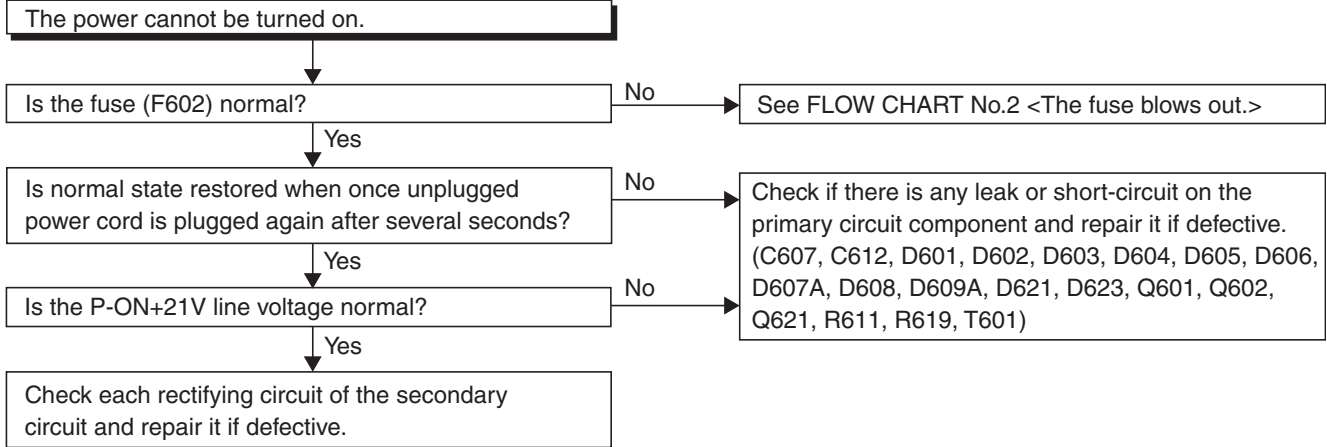 The power cannot be turned on.
Is the fuse (F602) normal?
No
See FLOW CHART No.2 <The fuse blows out.>
Yes
Is normal state restored when once unplugged
power cord is plugged again after several seconds?
No
Check if there is any leak or short-circuit on the
primary circuit component and repair it if defective.
(C607, C612, D601, D602, D603, D604, D605, D606,
D607A, D608, D609A, D621, D623, Q601, Q602,
Q621, R611, R619, T601)
Yes
Is the P-ON+21V line voltage normal?
No
Yes
Check each rectifying circuit of the secondary
circuit and repair it if defective.